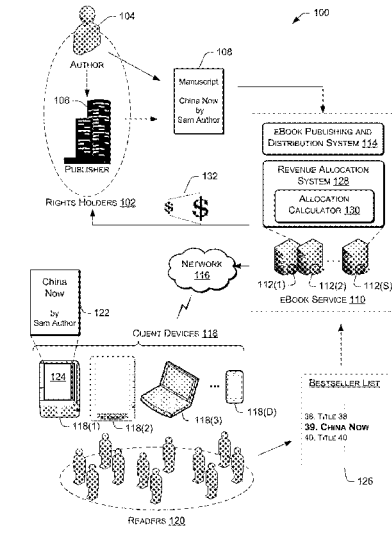 100
104
AUTHOR
106
PUBLISHER
RIGHTS HOLDERS 102
108
Manuscript
China Now
by
Sam Author
EBOOK PUBLISHING AND
DISTRIBUTION SYSTEM 114
REVENUE ALLOCATION
SYSTEM 128
ALLOCATION
CALCULATOR 130
132
$ $
NETWORK
116
112(1) 112(2) 112(S)
EBOOK SERVICE 110
China
Now
by
Sam Author
122
CLIENT DEVICES 118
124
118(1)
118(2)
118(3)
118(D)
READERS 120
BESTSELLER LIST
38. TITLE 38
39. CHINA NOW
40. TITLE 40
126